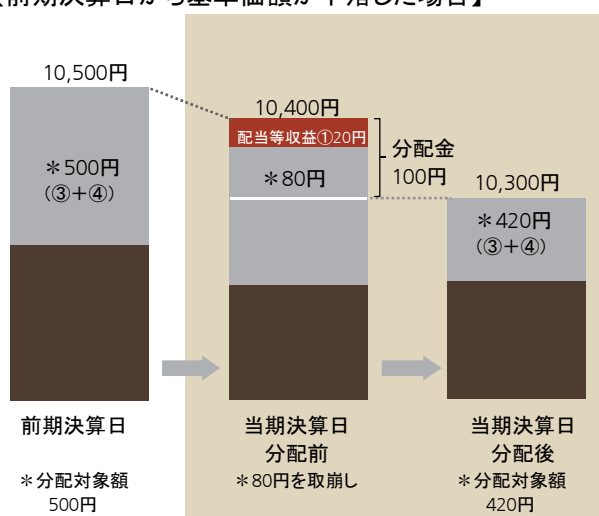 【前期決算日から基準価額が下落した場合】
10,500円
＊500円
（③＋④）
10,400円
配当等収益①20円
＊80円
分配金
100円
10,300円
＊420円
（③＋④）
前期決算日
＊分配対象額
500円
当期決算日
分配前
＊80円を取崩し
当期決算日
分配後
＊分配対象額
420円